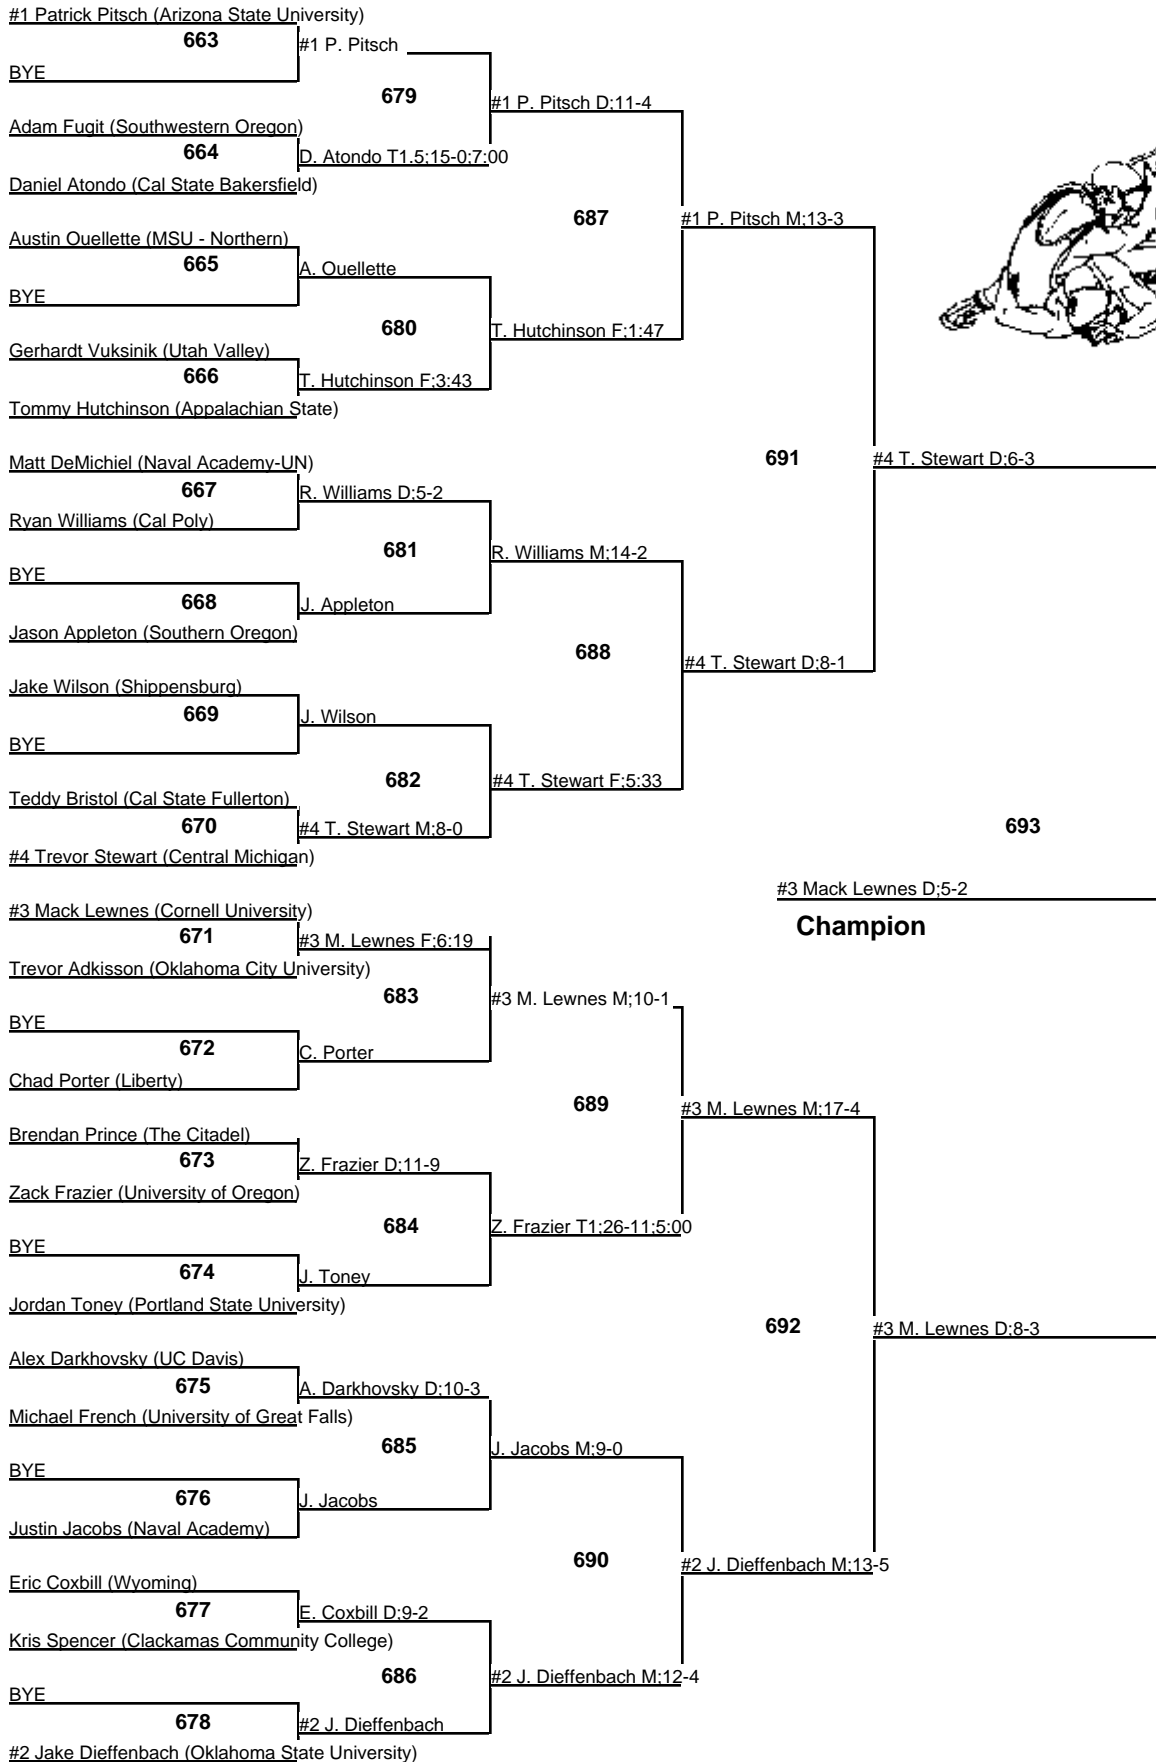 #1 Patrick Pitsch (Arizona State University)
663
#1 P. Pitsch
BYE
679
#1 P. Pitsch D;11-4
Adam Fugit (Southwestern Oregon)
664
D. Atondo T1.5;15-0;7:00
Daniel Atondo (Cal State Bakersfield)
687
#1 P. Pitsch M;13-3
Austin Ouellette (MSU - Northern)
665
A. Ouellette
BYE
680
T. Hutchinson F;1:47
Gerhardt Vuksinik (Utah Valley)
666
T. Hutchinson F;3:43
Tommy Hutchinson (Appalachian State)
691
#4 T. Stewart D;6-3
Matt DeMichiel (Naval Academy-UN)
667
R. Williams D;5-2
Ryan Williams (Cal Poly)
681
R. Williams M;14-2
BYE
668
J. Appleton
Jason Appleton (Southern Oregon)
688
#4 T. Stewart D;8-1
Jake Wilson (Shippensburg)
669
J. Wilson
BYE
682
#4 T. Stewart F;5:33
Teddy Bristol (Cal State Fullerton)
670
#4 T. Stewart M;8-0
#4 Trevor Stewart (Central Michigan)
693
#3 Mack Lewnes D;5-2
Champion
#3 Mack Lewnes (Cornell University)
671
#3 M. Lewnes F;6:19
Trevor Adkisson (Oklahoma City University)
683
#3 M. Lewnes M;10-1
BYE
672
C. Porter
Chad Porter (Liberty)
689
#3 M. Lewnes M;17-4
Brendan Prince (The Citadel)
673
Z. Frazier D;11-9
Zack Frazier (University of Oregon)
684
Z. Frazier T1;26-11;5:00
BYE
674
J. Toney
Jordan Toney (Portland State University)
692
#3 M. Lewnes D;8-3
Alex Darkhovsky (UC Davis)
675
A. Darkhovsky D;10-3
Michael French (University of Great Falls)
685
J. Jacobs M;9-0
BYE
676
J. Jacobs
Justin Jacobs (Naval Academy)
690
#2 J. Dieffenbach M;13-5
Eric Coxbill (Wyoming)
677
E. Coxbill D;9-2
Kris Spencer (Clackamas Community College)
686
#2 J. Dieffenbach M;12-4
BYE
678
#2 J. Dieffenbach
#2 Jake Dieffenbach (Oklahoma State University)